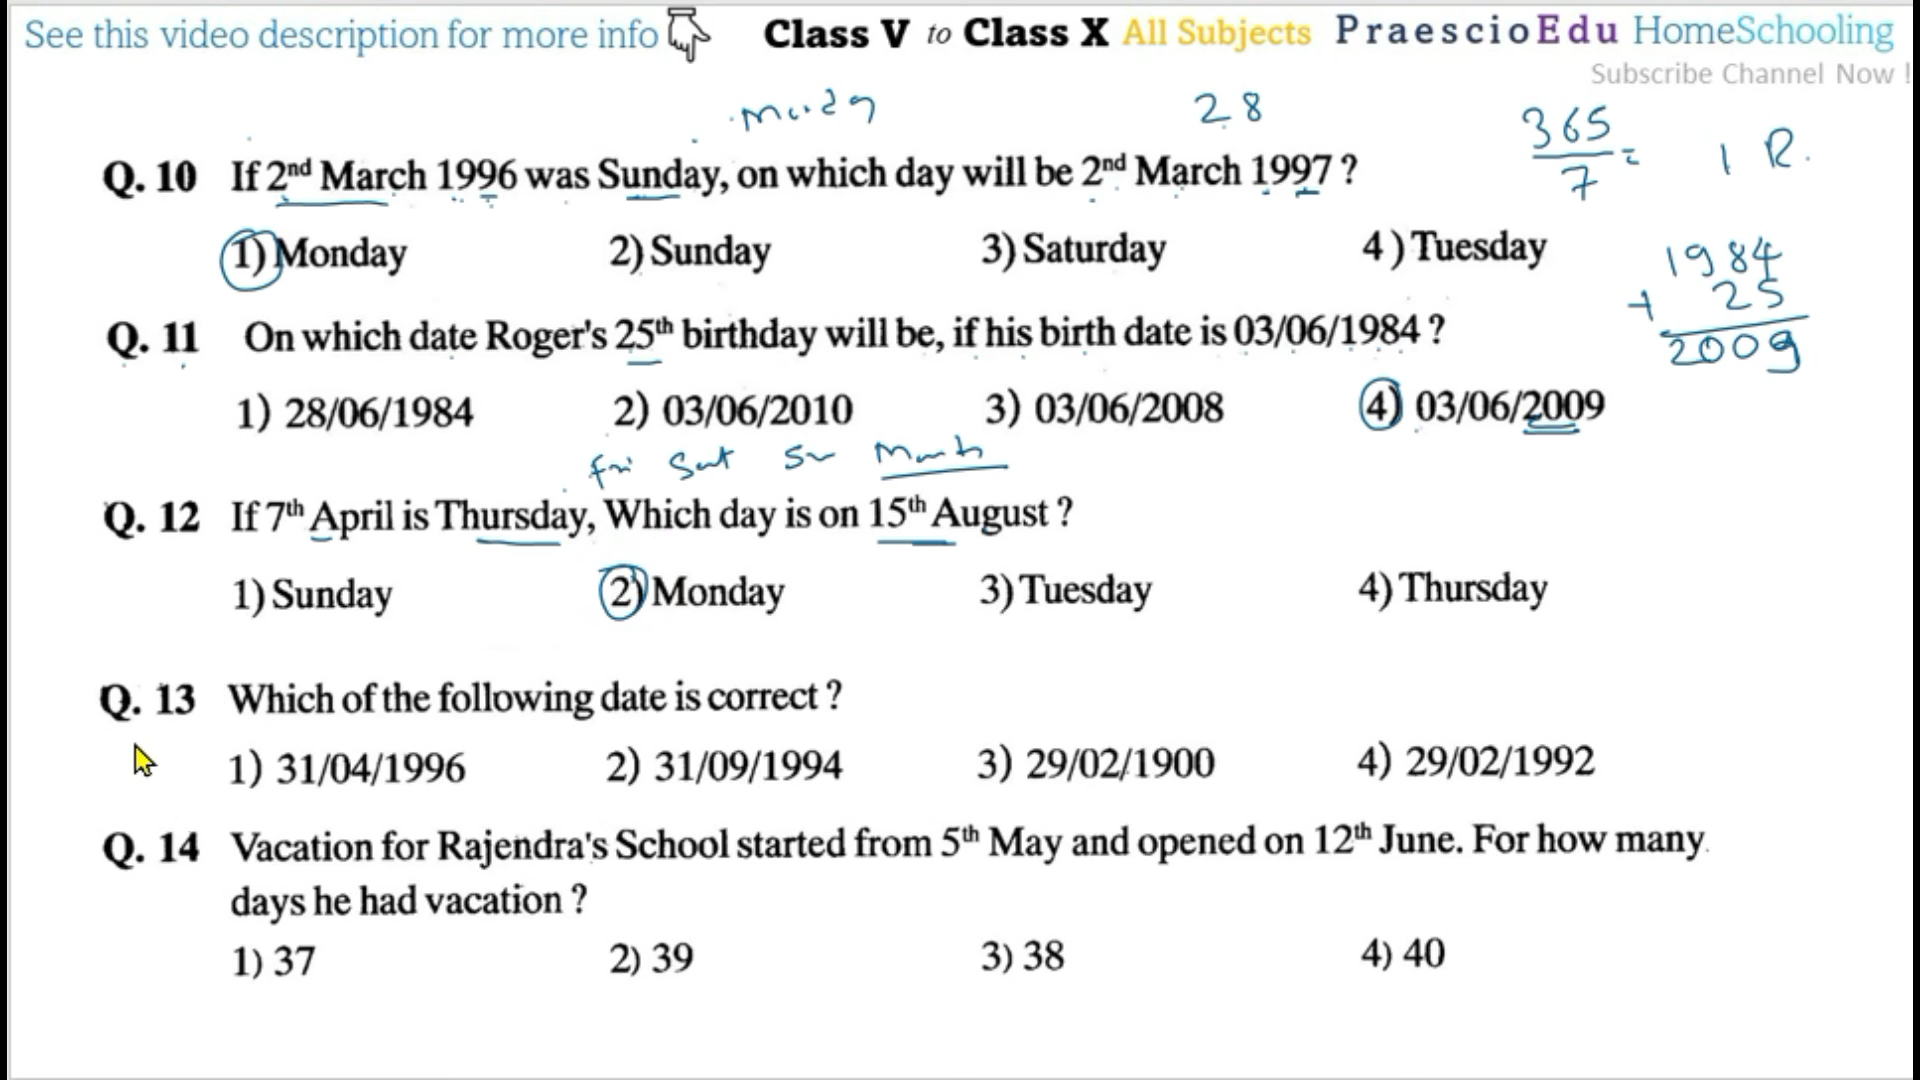 See this video description for more info Class V to Class X All Subjects PraescioEdu HomeSchooling
Subscribe Channel Now !
28
365
7
= 1 R.
Q. 10 If 2nd March 1996 was Sunday, on which day will be 2nd March 1997 ?
1) Monday 2) Sunday 3) Saturday 4 ) Tuesday
1984
+ 25
2009
Q. 11 On which date Roger's 25th birthday will be, if his birth date is 03/06/1984 ?
1) 28/06/1984 2) 03/06/2010 3) 03/06/2008 4) 03/06/2009
fri Sat Su
Q. 12 If 7th April is Thursday, Which day is on 15th August ?
1) Sunday 2) Monday 3) Tuesday 4) Thursday
Q. 13 Which of the following date is correct ?
1) 31/04/1996 2) 31/09/1994 3) 29/02/1900 4) 29/02/1992
Q. 14 Vacation for Rajendra's School started from 5th May and opened on 12th June. For how many
days he had vacation ?
1) 37 2) 39 3) 38 4) 40